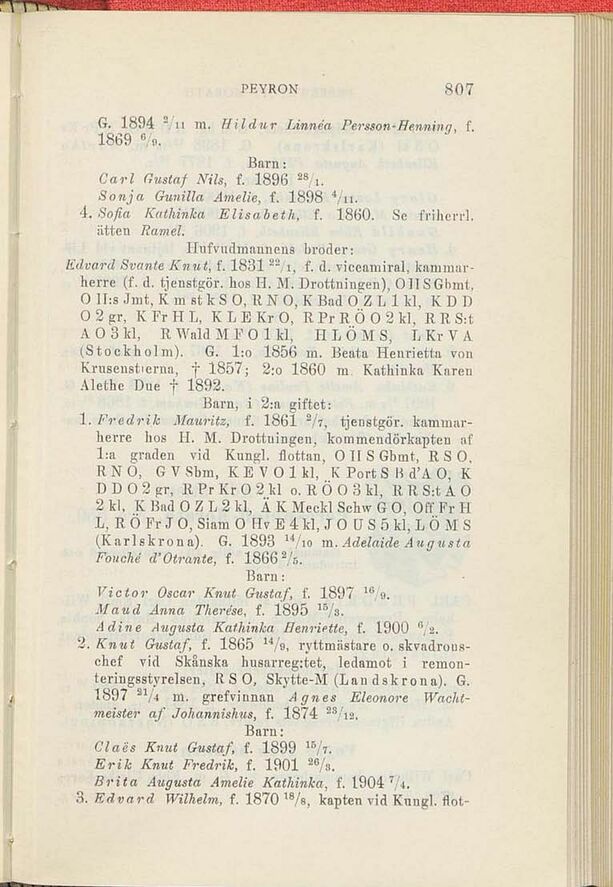 PEYRON 807
G. 1894 2/11 m. Hildur Linnéa Persson-Henning, f.
1869 6/9.
Barn:
Carl Gustaf Nils, f. 1896 28/1.
Sonja Gunilla Amelie, f. 1898 4/11.
4. Sofia Kathinka Elisabeth, f. 1860. Se friherrl.
ätten Ramel.
Hufvudmannens broder:
Edvard Svante Knut, f. 1831 22/1, f. d. viceamiral, kammar-
herre (f. d. tjenstgör. hos H. M. Drottningen), O II S Gbmt,
O II:s Jmt, K m st k S O, R N O, K Bad O Z L 1 kl, K D D
O 2 gr, K Fr H L, K L E Kr O, R Pr R Ö O 2 kl, R R S:t
A O 3 kl, R Wald M F O 1 kl, H L Ö M S, L Kr V A
(Stockholm). G. 1:o 1856 m. Beata Henrietta von
Krusenstierna, † 1857; 2:o 1860 m. Kathinka Karen
Alethe Due † 1892.
Barn, i 2:a giftet:
1. Fredrik Mauritz, f. 1861 2/7, tjenstgör. kammar-
herre hos H. M. Drottningen, kommendörkapten af
1:a graden vid Kungl. flottan, O II S Gbmt, R S O,
R N O, G V Sbm, K E V O 1 kl, K Port S B d'A O, K
D D O 2 gr, R Pr Kr O 2 kl o. R Ö O 3 kl, R R S:t A O
2 kl, K Bad O Z L 2 kl, Ä K Meckl Schw G O, Off Fr H
L, R Ö Fr J O, Siam O Hv E 4 kl, J O U S 5 kl, L Ö M S
(Karlskrona). G. 1893 14/10 m. Adelaide Augusta
Fouché d'Otrante, f. 1866 2/5.
Barn:
Victor Oscar Knut Gustaf, f. 1897 16/9.
Maud Anna Therése, f. 1895 15/3.
Adine Augusta Kathinka Henriette, f. 1900 6/2.
2. Knut Gustaf, f. 1865 14/9, ryttmästare o. skvadrons-
chef vid Skånska husarreg:tet, ledamot i remon-
teringsstyrelsen, R S O, Skytte-M (Landskrona). G.
1897 21/4 m. grefvinnan Agnes Eleonore Wacht-
meister af Johannishus, f. 1874 23/12.
Barn:
Claës Knut Gustaf, f. 1899 15/7.
Erik Knut Fredrik, f. 1901 26/3.
Brita Augusta Amelie Kathinka, f. 1904 7/4.
3. Edvard Wilhelm, f. 1870 18/8, kapten vid Kungl. flot-